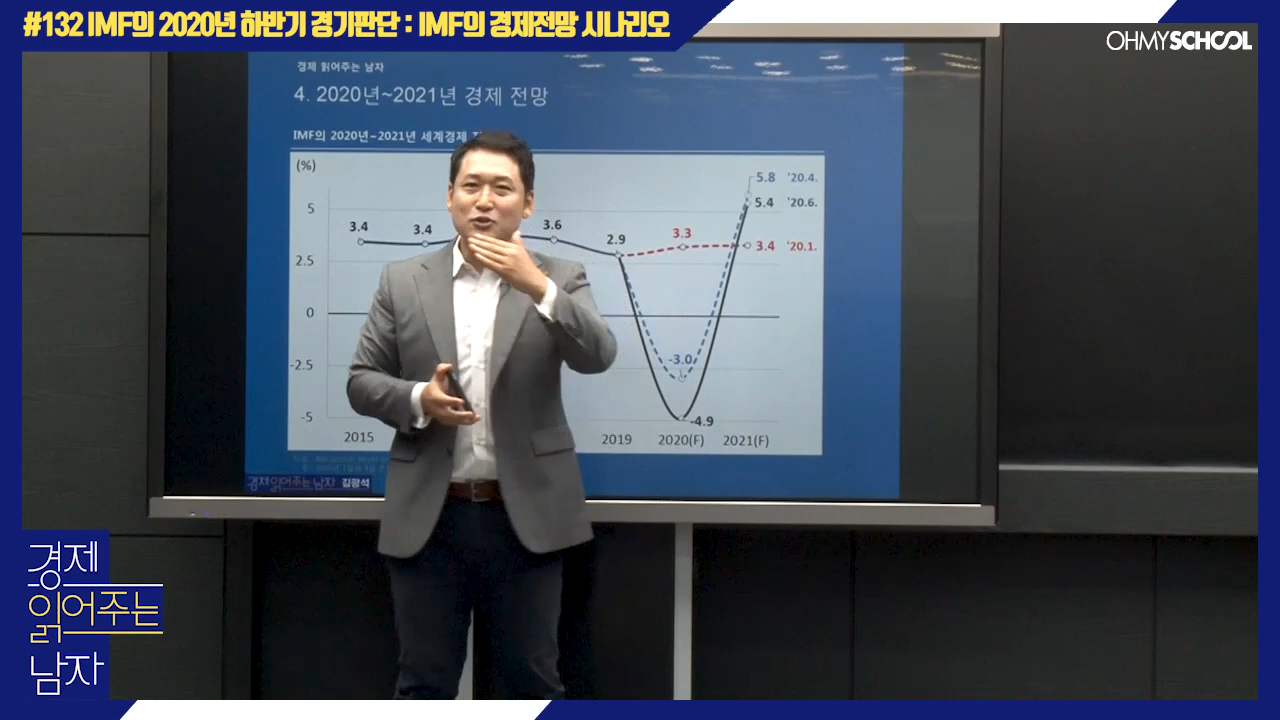 #132 IMF의 2020년 하반기 경기판단 : IMF의 경제전망 시나리오
OHMYSCHOOL
경제 읽어주는 남자
4. 2020년~2021년 경제 전망
IMF의 2020년~2021년 세계경제
(%)
5.8 '20.4.
5
5.4 '20.6.
3.4
3.4
3.6
2.9
3.3
3.4 '20.1.
2.5
0
-3.0
-2.5
-5
-4.9
2015
2019
2020(F)
2021(F)
경제 읽어주는 남자 김광석
경제
읽어주는
남자